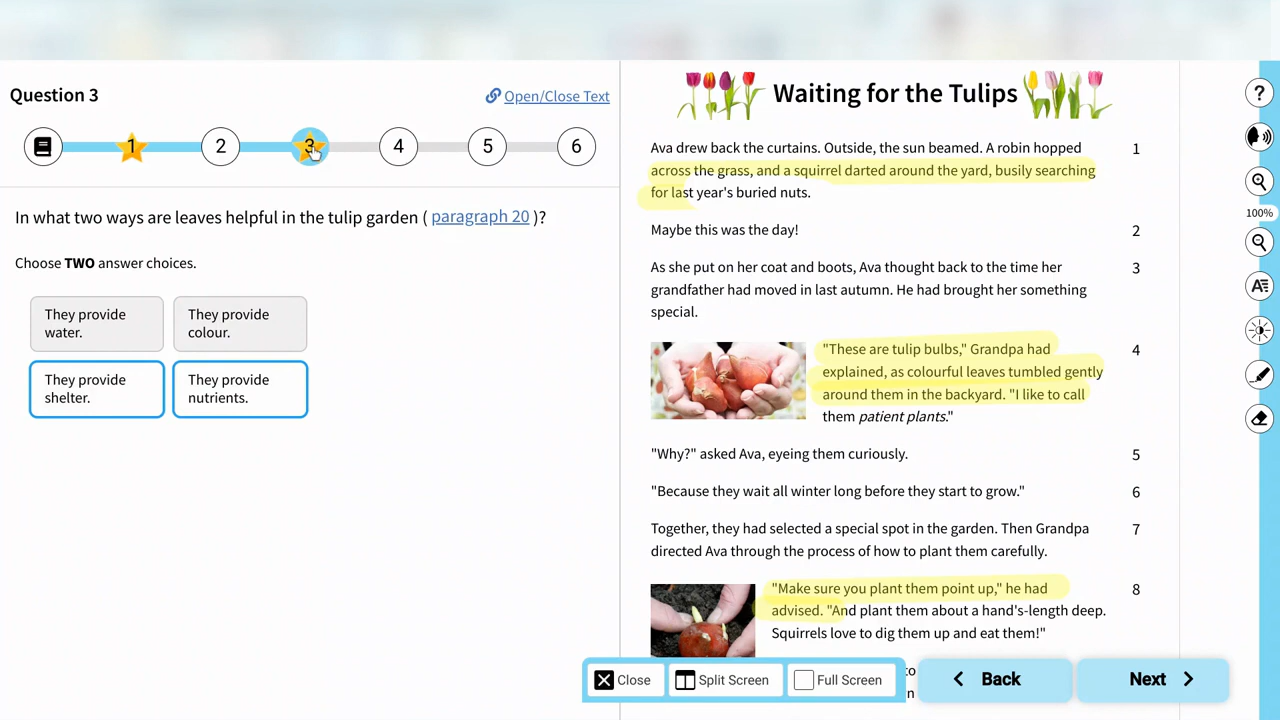 Question 3
Open/Close Text
1 2 3 4 5 6
In what two ways are leaves helpful in the tulip garden ( paragraph 20 )?
Choose TWO answer choices.
They provide
water.
They provide
colour.
They provide
shelter.
They provide
nutrients.
Waiting for the Tulips
Ava drew back the curtains. Outside, the sun beamed. A robin hopped 1
across the grass, and a squirrel darted around the yard, busily searching
for last year's buried nuts.
Maybe this was the day! 2
As she put on her coat and boots, Ava thought back to the time her 3
grandfather had moved in last autumn. He had brought her something
special.
"These are tulip bulbs," Grandpa had 4
explained, as colourful leaves tumbled gently
around them in the backyard. "I like to call
them patient plants."
"Why?" asked Ava, eyeing them curiously. 5
"Because they wait all winter long before they start to grow." 6
Together, they had selected a special spot in the garden. Then Grandpa 7
directed Ava through the process of how to plant them carefully.
"Make sure you plant them point up," he had 8
advised. "And plant them about a hand's-length deep.
Squirrels love to dig them up and eat them!"
to
n
Close
Split Screen
Full Screen
Back
Next
?
100%
A